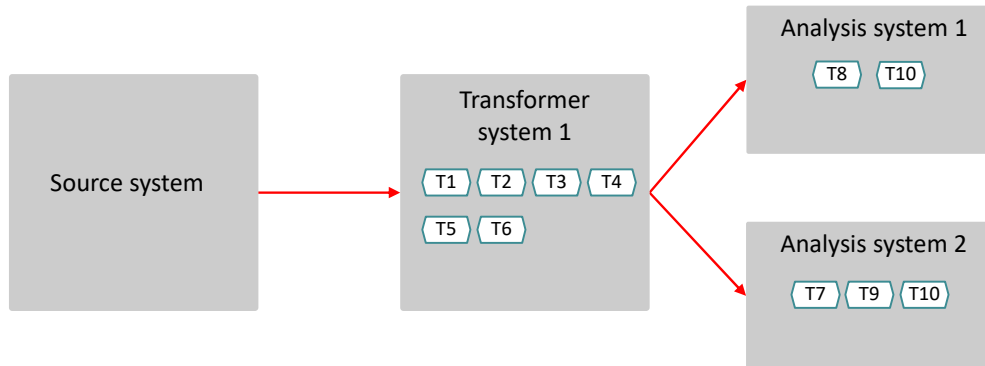 Source system
Transformer
system 1
T1 T2 T3 T4
T5 T6
Analysis system 1
T8 T10
Analysis system 2
T7 T9 T10